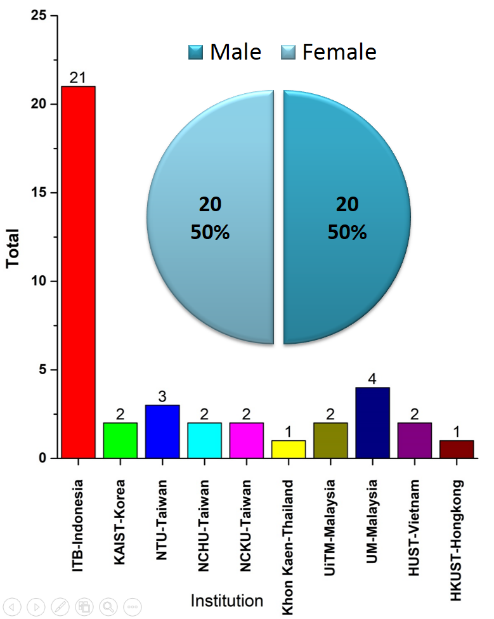 25
20
15
10
5
0
Total
Male
Female
20
50%
20
50%
21
2
3
2
2
1
2
4
2
1
ITB-Indonesia
KAIST-Korea
NTU-Taiwan
NCHU-Taiwan
NCKU-Taiwan
Khon Kaen-Thailand
UiTM-Malaysia
UM-Malaysia
HUST-Vietnam
HKUST-Hongkong
Institution